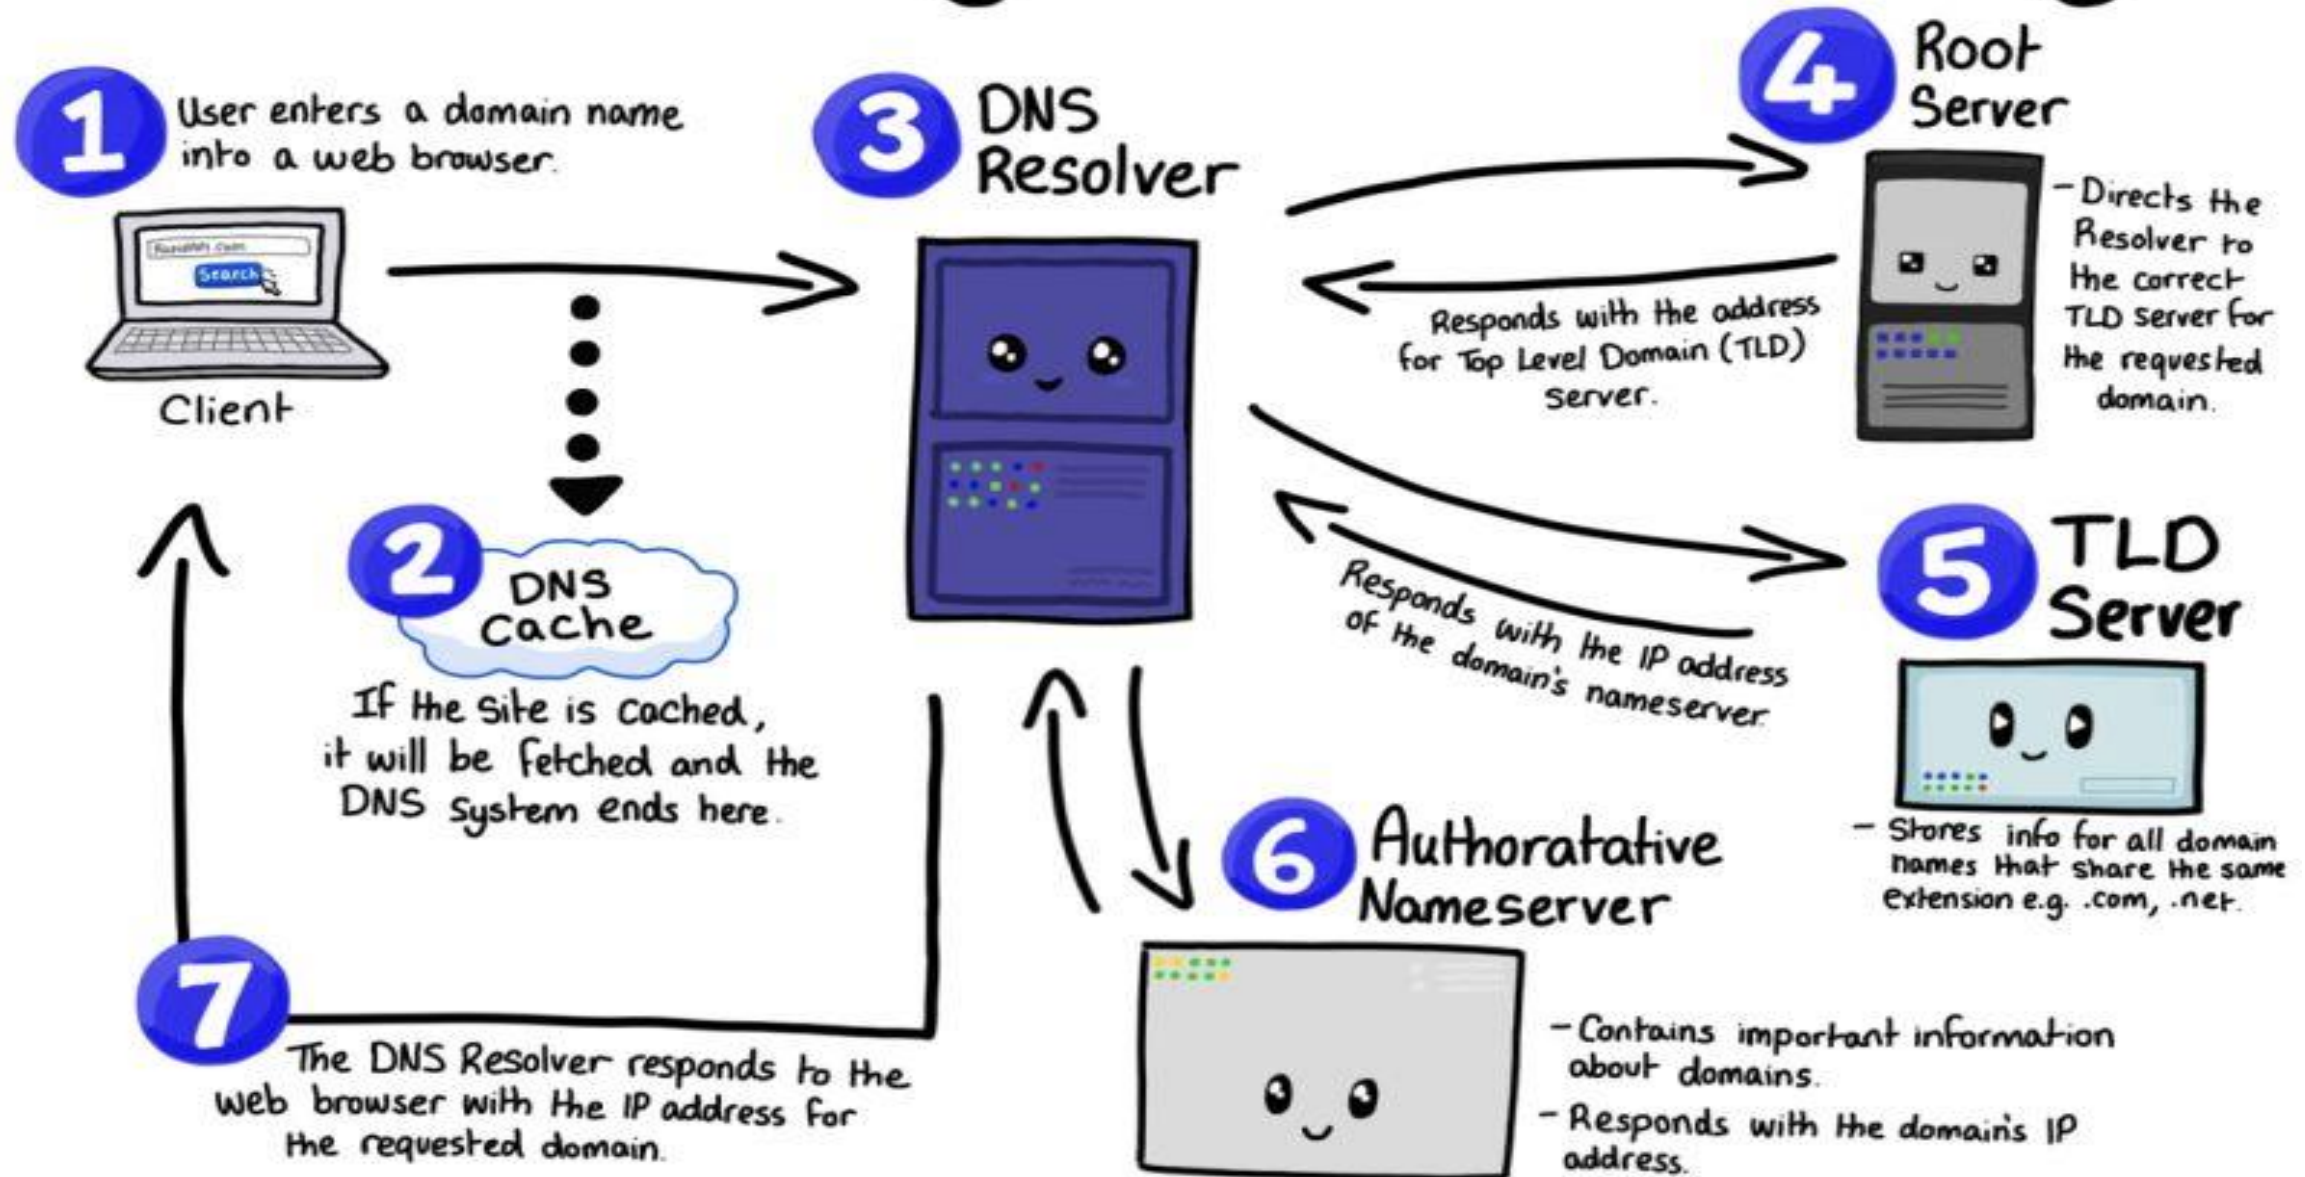 1
User enters a domain name
into a web browser.
Search
Client
2
DNS
Cache
If the site is cached,
it will be fetched and the
DNS system ends here.
3
DNS
Resolver
4
Root
Server
- Directs the
Resolver to
the correct
TLD server for
the requested
domain.
Responds with the address
for Top Level Domain (TLD)
server.
5
TLD
Server
Responds with the IP address
of the domain's nameserver.
- Stores info for all domain
names that share the same
extension e.g. .com, .net.
6
Authoratative
Nameserver
- Contains important information
about domains.
- Responds with the domain's IP
address.
7
The DNS Resolver responds to the
web browser with the IP address for
the requested domain.